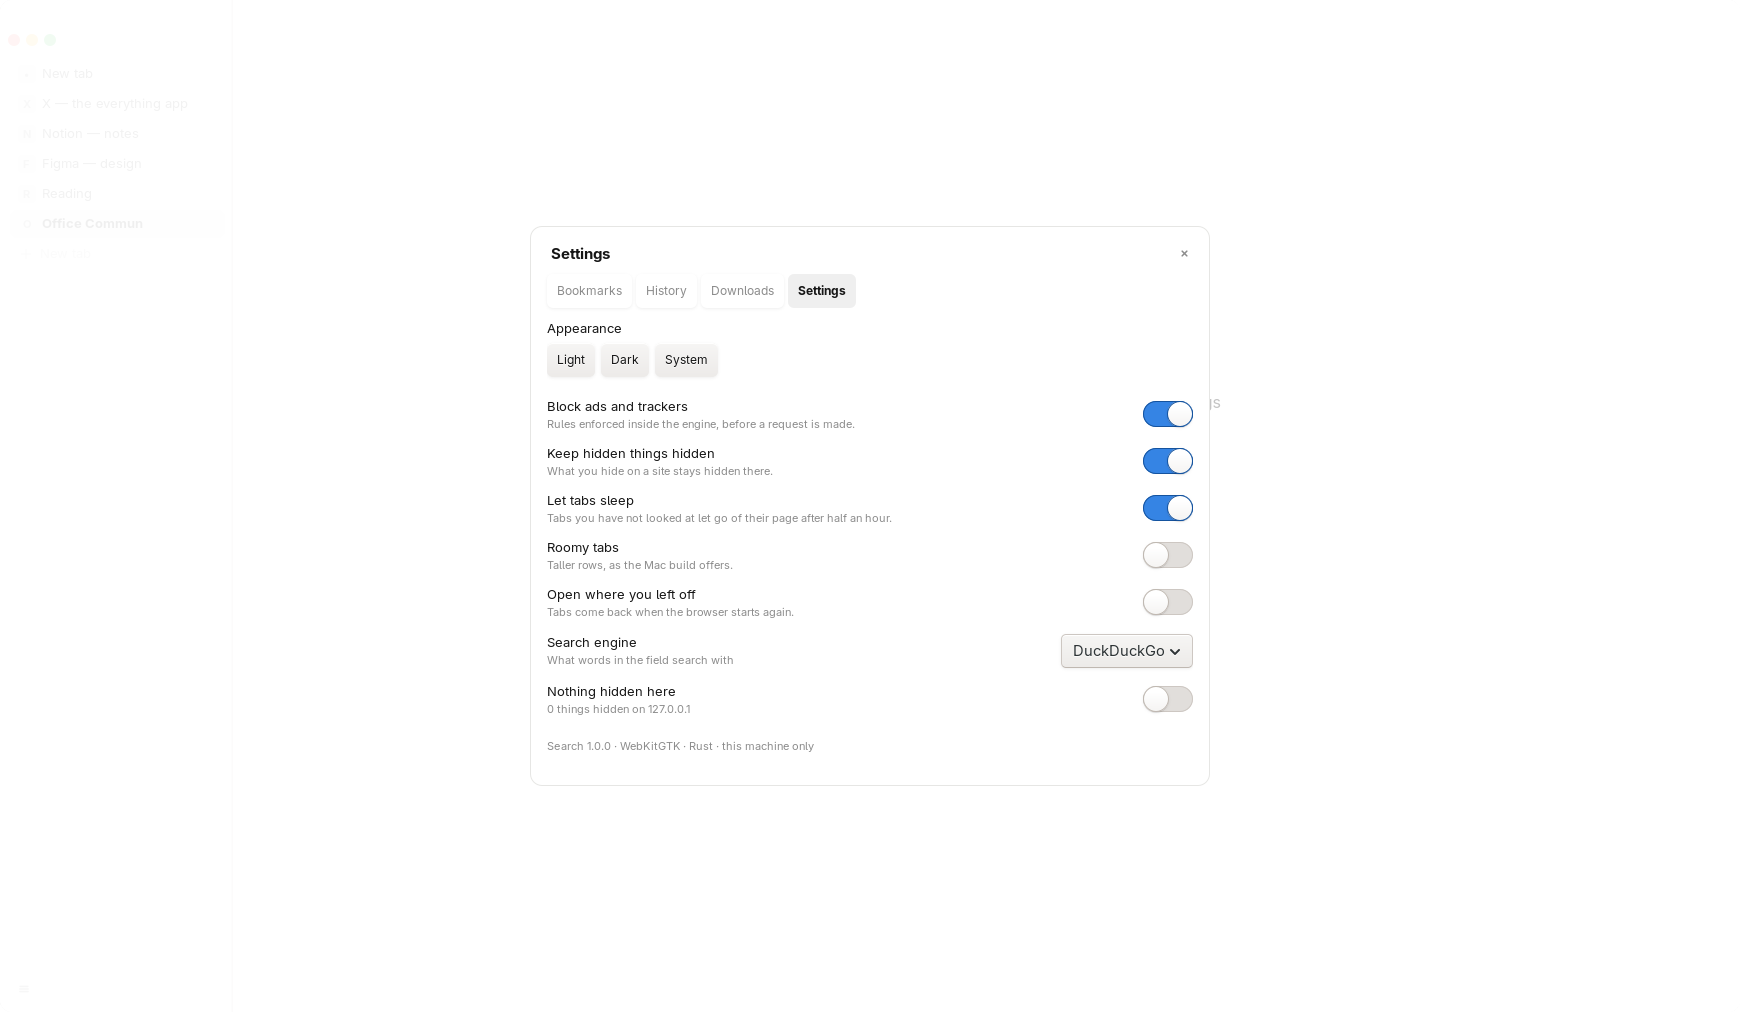 New tab
X — the everything app
Notion — notes
Figma — design
Reading
Office Commun
Settings
×
Bookmarks History Downloads Settings
Appearance
Light Dark System
Block ads and trackers
Rules enforced inside the engine, before a request is made.
gs
Keep hidden things hidden
What you hide on a site stays hidden there.
Let tabs sleep
Tabs you have not looked at let go of their page after half an hour.
Roomy tabs
Taller rows, as the Mac build offers.
Open where you left off
Tabs come back when the browser starts again.
Search engine
What words in the field search with
DuckDuckGo
Nothing hidden here
0 things hidden on 127.0.0.1
Search 1.0.0 · WebKitGTK · Rust · this machine only